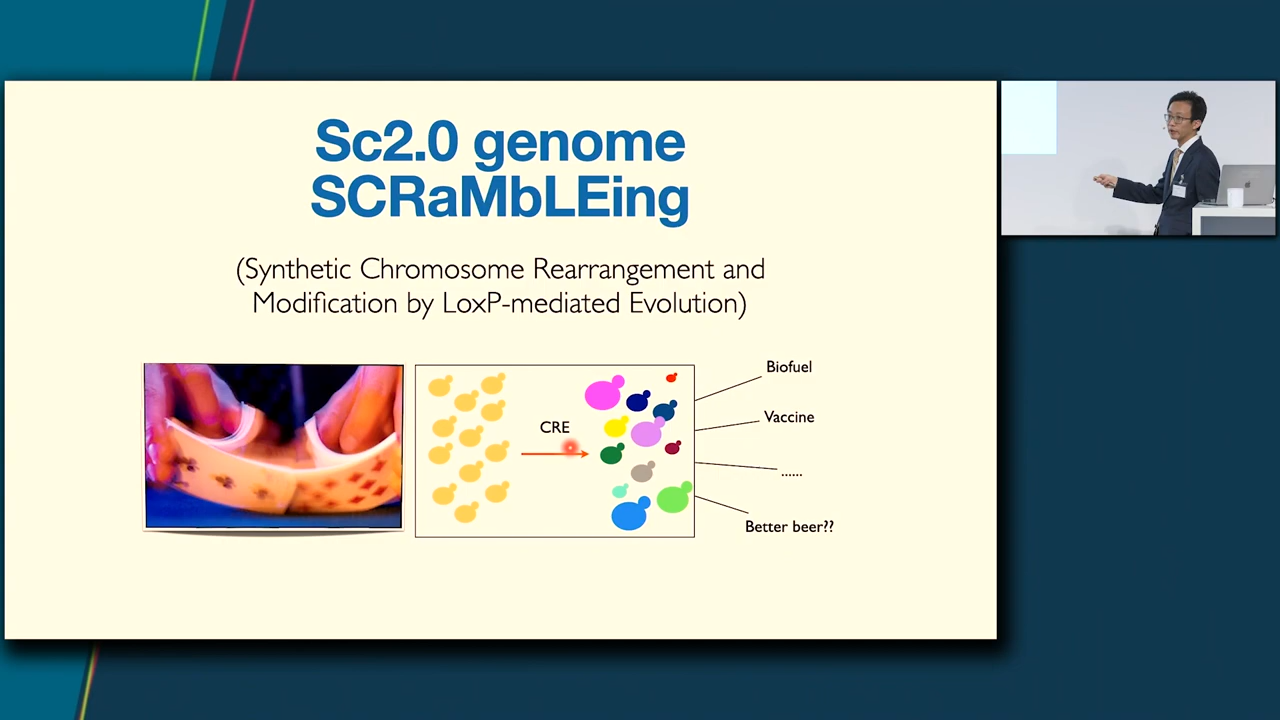 Sc2.0 genome
SCRaMbLEing
(Synthetic Chromosome Rearrangement and
Modification by LoxP-mediated Evolution)
CRE
Biofuel
Vaccine
......
Better beer??